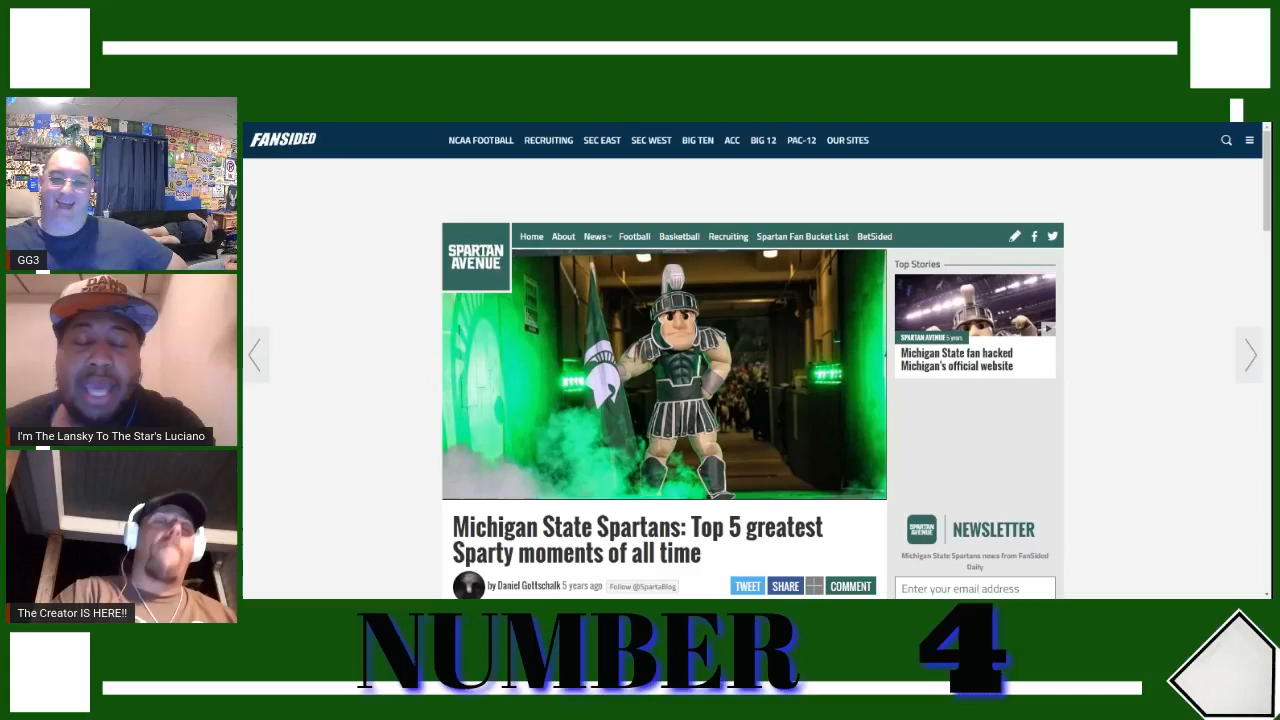 GG3
I'm The Lansky To The Star's Luciano
The Creator IS HERE!!
FANSIDED
NCAA FOOTBALL RECRUITING SEC EAST SEC WEST BIG TEN ACC BIG 12 PAC-12 OUR SITES
SPARTAN
AVENUE
Home About News Football Basketball Recruiting Spartan Fan Bucket List BetSided
Top Stories
SPARTAN AVENUE 5 years
Michigan State fan hacked
Michigan's official website
Michigan State Spartans: Top 5 greatest
Sparty moments of all time
by Daniel Gottschalk 5 years ago Follow @SpartaBlog
TWEET SHARE COMMENT
SPARTAN
AVENUE
NEWSLETTER
Michigan State Spartans news from FanSided
Daily
Enter your email address
NUMBER 4